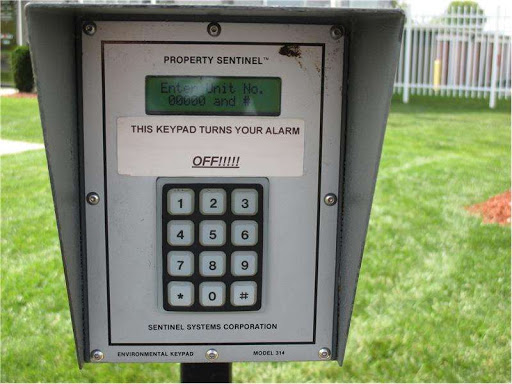 PROPERTY SENTINEL™
Enter Unit No.
00000 and #
THIS KEYPAD TURNS YOUR ALARM
OFF!!!!!
1 2 3
4 5 6
7 8 9
* 0 #
SENTINEL SYSTEMS CORPORATION
ENVIRONMENTAL KEYPAD MODEL 314